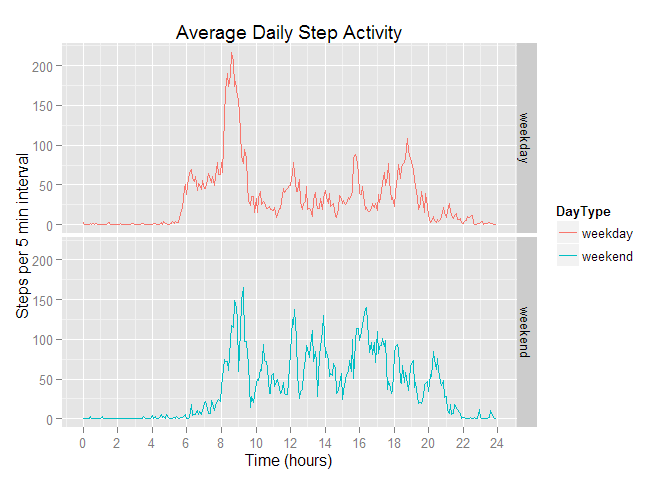 Average Daily Step Activity
Steps per 5 min interval
200
150
100
50
0
weekday
200
150
100
50
0
weekend
0 2 4 6 8 10 12 14 16 18 20 22 24
Time (hours)
DayType
weekday
weekend